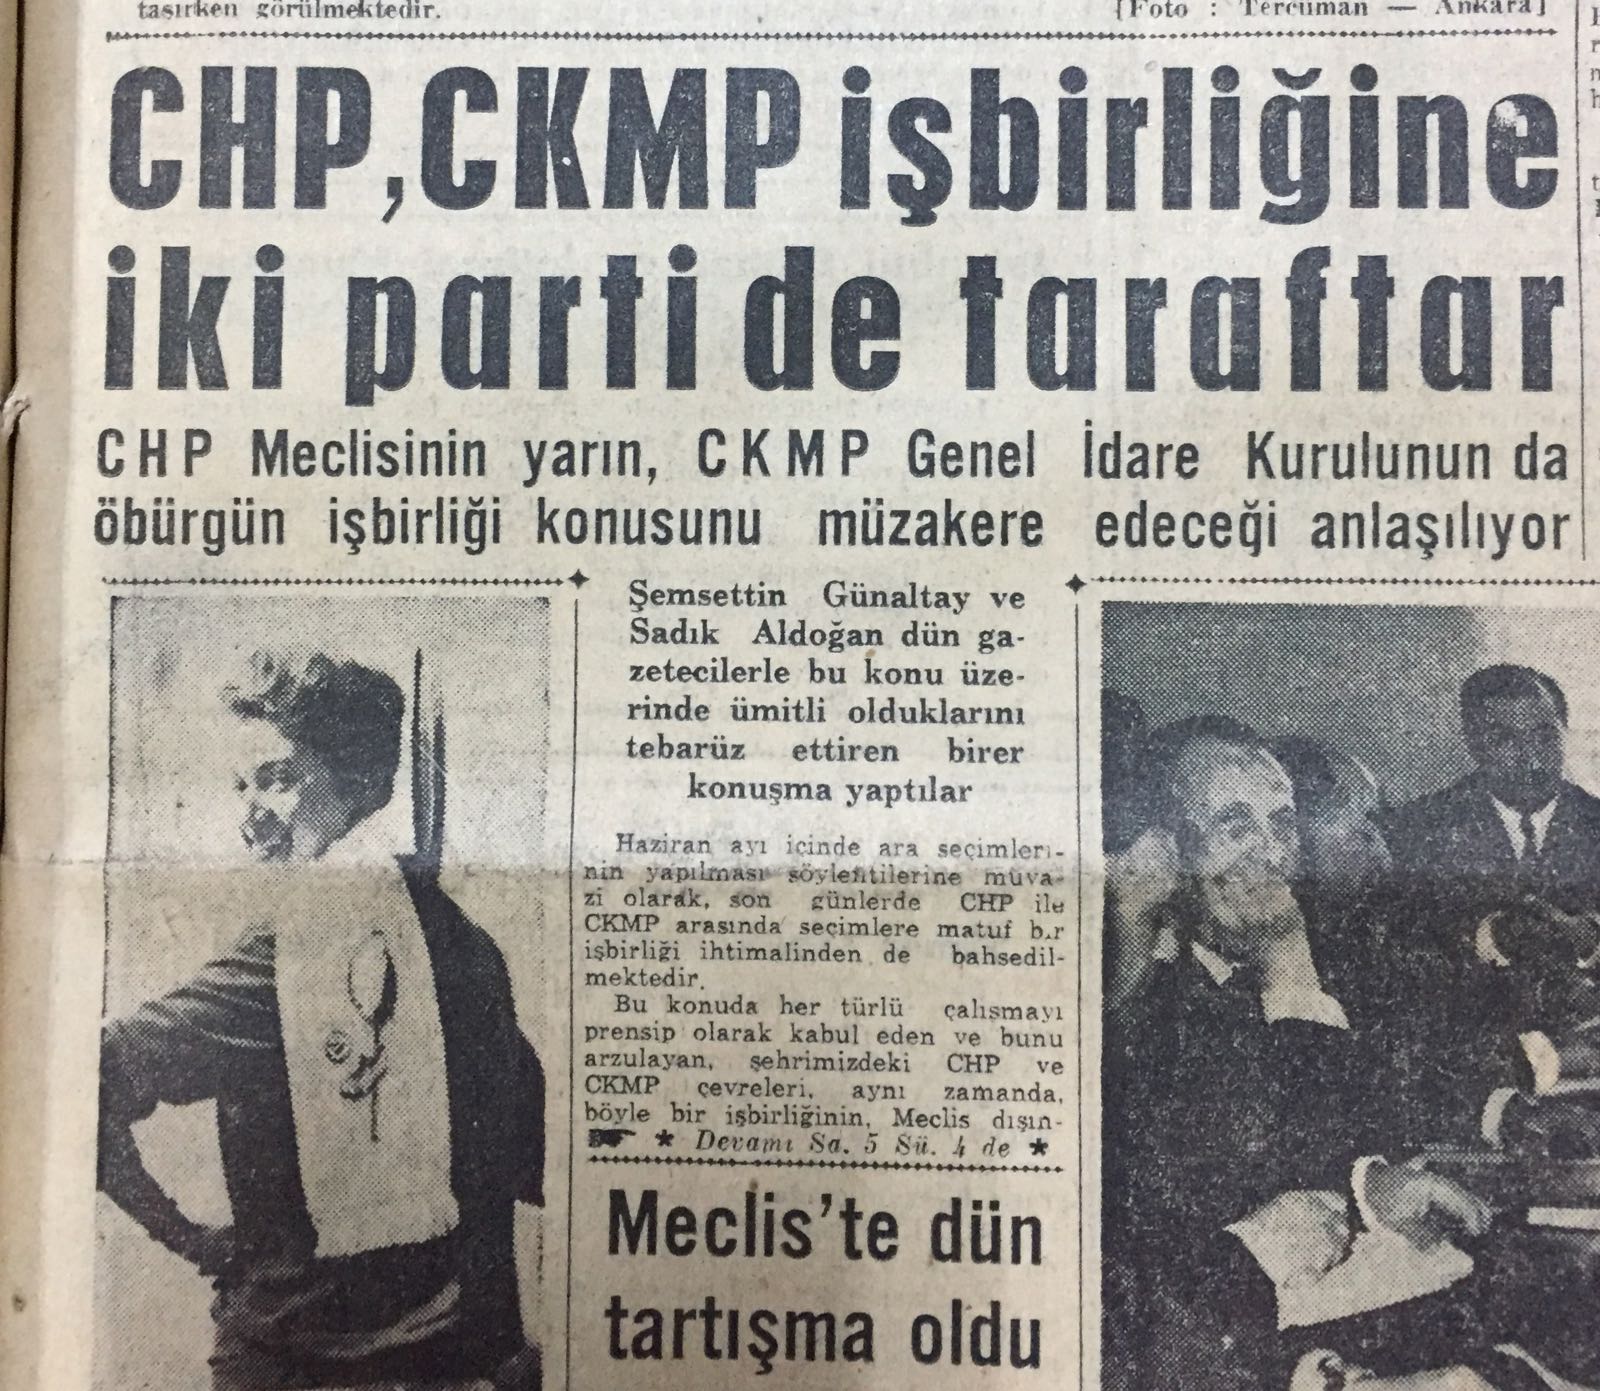 taşırken görülmektedir.
[Foto : Tercüman — Ankara]
CHP, CKMP işbirliğine
iki parti de taraftar
CHP Meclisinin yarın, CKMP Genel İdare Kurulunun da
öbürgün işbirliği konusunu müzakere edeceği anlaşılıyor
Şemsettin Günaltay ve
Sadık Aldoğan dün ga-
zetecilerle bu konu üze-
rinde ümitli olduklarını
tebarüz ettiren birer
konuşma yaptılar
Haziran ayı içinde ara seçimleri-
nin yapılması söylentilerine müva-
zi olarak, son günlerde CHP ile
CKMP arasında seçimlere matuf bir
işbirliği ihtimalinden de bahsedil-
mektedir.
Bu konuda her türlü çalışmayı
prensip olarak kabul eden ve bunu
arzulayan, şehrimizdeki CHP ve
CKMP çevreleri, aynı zamanda,
böyle bir işbirliğinin, Meclis dışın-
★ Devamı Sa. 5 Sü. 4 de ★
Meclis'te dün
tartışma oldu